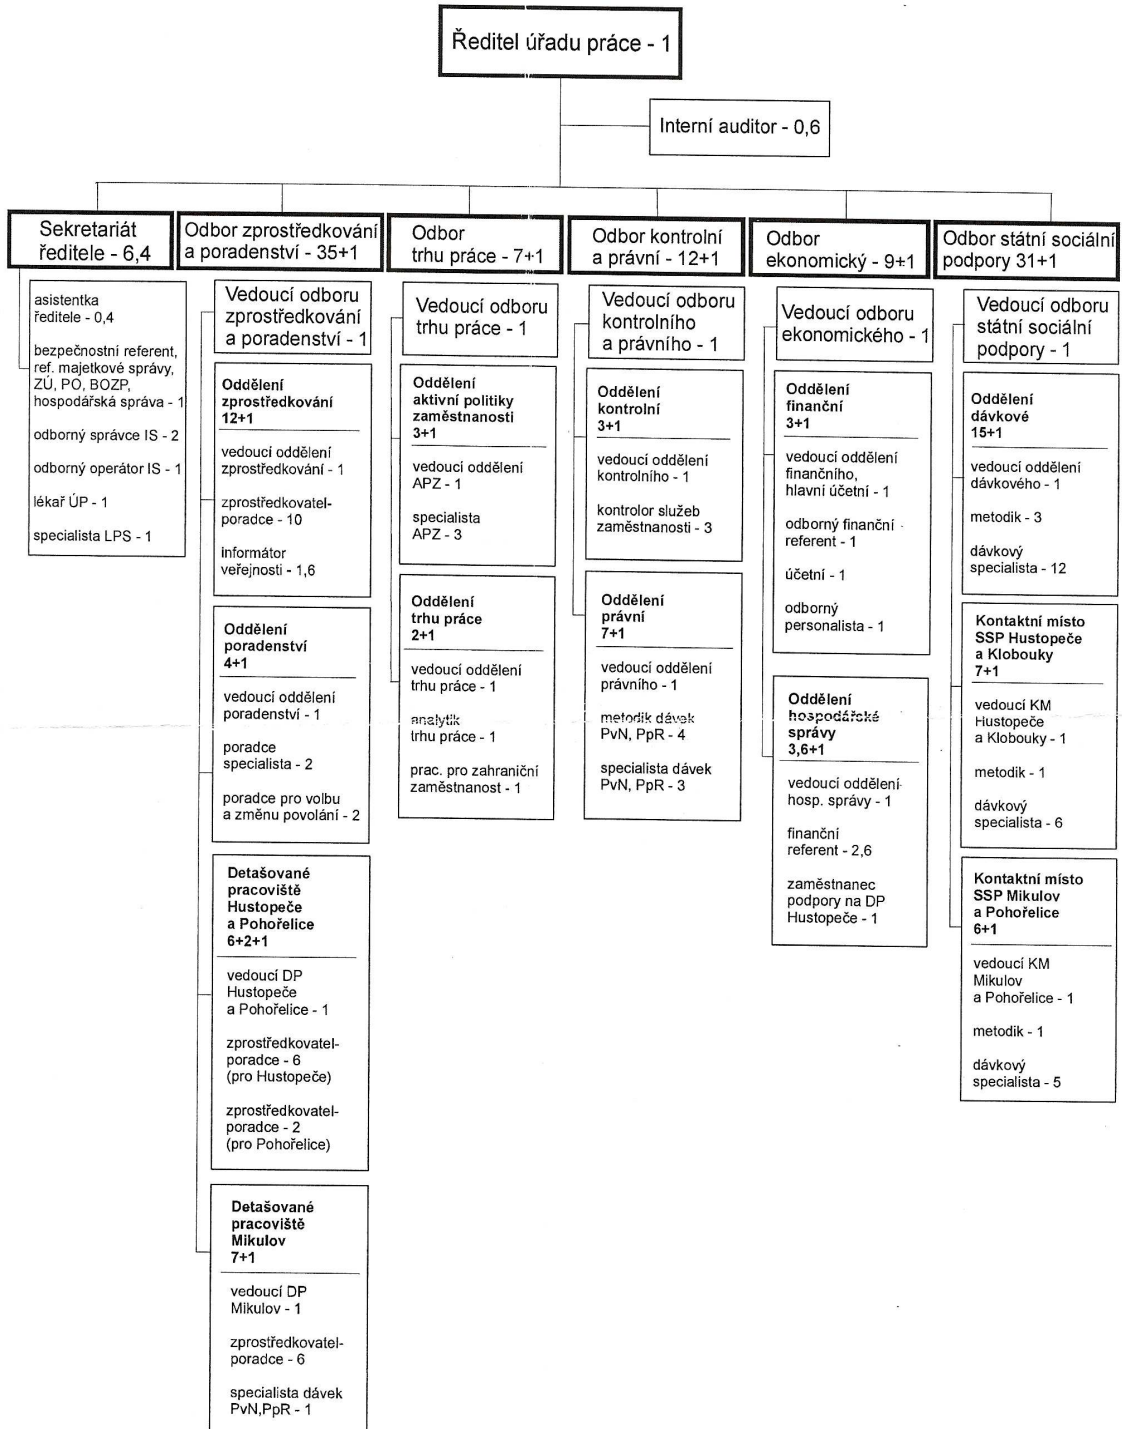 Ředitel úřadu práce - 1
Interní auditor - 0,6
Sekretariát
ředitele - 6,4
asistentka
ředitele - 0,4
bezpečnostní referent,
ref. majetkové správy,
ZÚ, PO, BOZP,
hospodářská správa - 1
odborný správce IS - 2
odborný operátor IS - 1
lékař ÚP - 1
specialista LPS - 1
Odbor zprostředkování
a poradenství - 35+1
Vedoucí odboru
zprostředkování
a poradenství - 1
Oddělení
zprostředkování
12+1
vedoucí oddělení
zprostředkování - 1
zprostředkovatel-
poradce - 10
informátor
veřejnosti - 1,6
Oddělení
poradenství
4+1
vedoucí oddělení
poradenství - 1
poradce
specialista - 2
poradce pro volbu
a změnu povolání - 2
Detašované
pracoviště
Hustopeče
a Pohořelice
6+2+1
vedoucí DP
Hustopeče
a Pohořelice - 1
zprostředkovatel-
poradce - 6
(pro Hustopeče)
zprostředkovatel-
poradce - 2
(pro Pohořelice)
Detašované
pracoviště
Mikulov
7+1
vedoucí DP
Mikulov - 1
zprostředkovatel-
poradce - 6
specialista dávek
PvN,PpR - 1
Odbor
trhu práce - 7+1
Vedoucí odboru
trhu práce - 1
Oddělení
aktivní politiky
zaměstnanosti
3+1
vedoucí oddělení
APZ - 1
specialista
APZ - 3
Oddělení
trhu práce
2+1
vedoucí oddělení
trhu práce - 1
analytik
trhu práce - 1
prac. pro zahraniční
zaměstnanost - 1
Odbor kontrolní
a právní - 12+1
Vedoucí odboru
kontrolního
a právního - 1
Oddělení
kontrolní
3+1
vedoucí oddělení
kontrolního - 1
kontrolor služeb
zaměstnanosti - 3
Oddělení
právní
7+1
vedoucí oddělení
právního - 1
metodik dávek
PvN, PpR - 4
specialista dávek
PvN, PpR - 3
Odbor
ekonomický - 9+1
Vedoucí odboru
ekonomického - 1
Oddělení
finanční
3+1
vedoucí oddělení
finančního,
hlavní účetní - 1
odborný finanční
referent - 1
účetní - 1
odborný
personalista - 1
Oddělení
hospodářské
správy
3,6+1
vedoucí oddělení
hosp. správy - 1
finanční
referent - 2,6
zaměstnanec
podpory na DP
Hustopeče - 1
Odbor státní sociální
podpory 31+1
Vedoucí odboru
státní sociální
podpory - 1
Oddělení
dávkové
15+1
vedoucí oddělení
dávkového - 1
metodik - 3
dávkový
specialista - 12
Kontaktní místo
SSP Hustopeče
a Klobouky
7+1
vedoucí KM
Hustopeče
a Klobouky - 1
metodik - 1
dávkový
specialista - 6
Kontaktní místo
SSP Mikulov
a Pohořelice
6+1
vedoucí KM
Mikulov
a Pohořelice - 1
metodik - 1
dávkový
specialista - 5